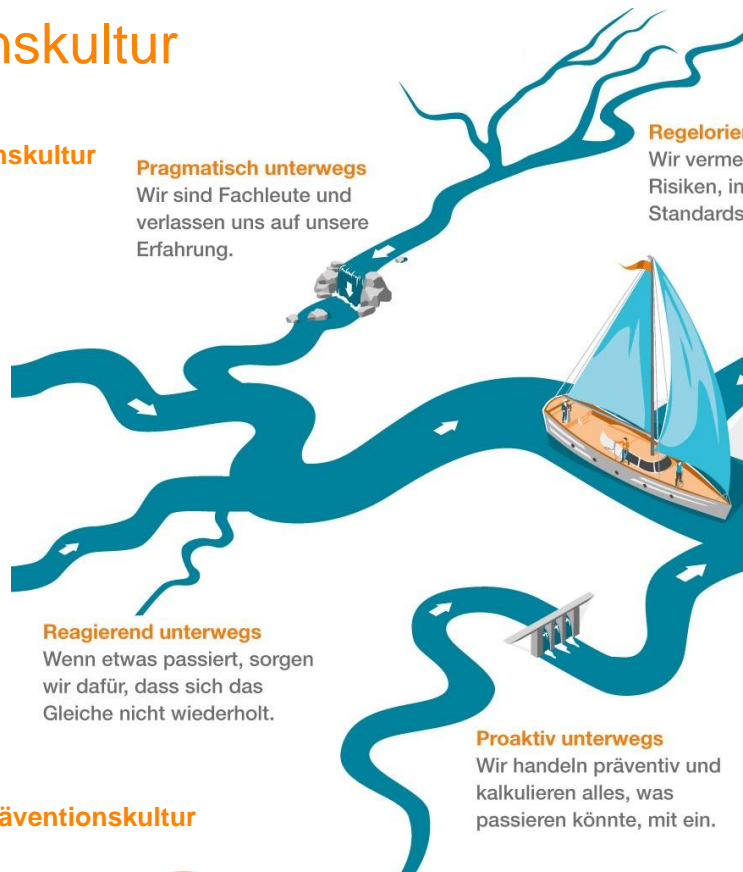 nskultur
nskultur
Pragmatisch unterwegs
Wir sind Fachleute und
verlassen uns auf unsere
Erfahrung.
Regelorien
Wir verme
Risiken, in
Standards
Reagierend unterwegs
Wenn etwas passiert, sorgen
wir dafür, dass sich das
Gleiche nicht wiederholt.
Proaktiv unterwegs
Wir handeln präventiv und
kalkulieren alles, was
passieren könnte, mit ein.
äventionskultur